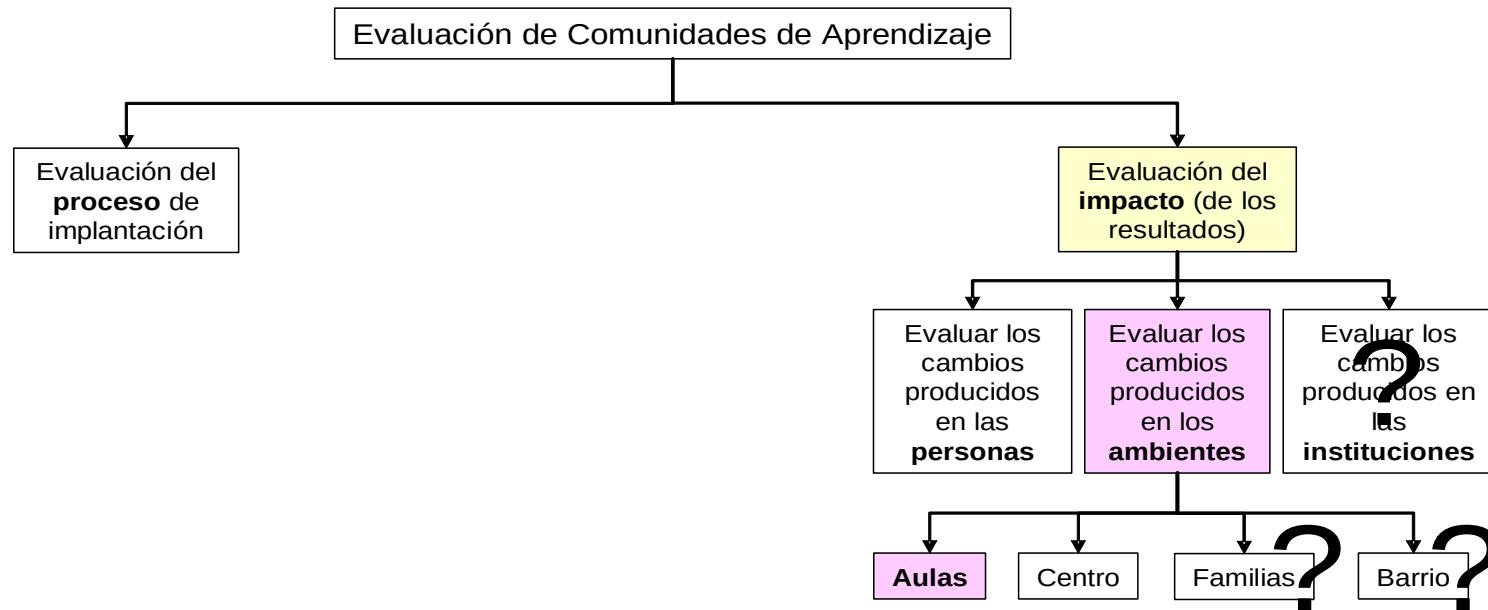 Evaluación de Comunidades de Aprendizaje
Evaluación del
proceso de
implantación
Evaluación del
impacto (de los
resultados)
Evaluar los
cambios
producidos
en las
personas
Evaluar los
cambios
producidos
en los
ambientes
Evaluar los
cambios
producidos en
las
instituciones
?
Aulas
Centro
Familias
?
Barrio
?